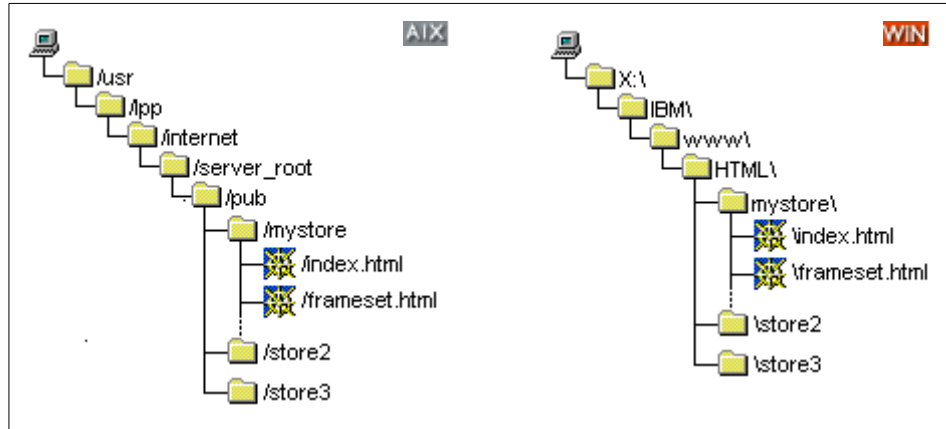 AIX
/usr
/lpp
/internet
/server_root
/pub
/mystore
/index.html
/frameset.html
/store2
/store3
WIN
X:\
IBM\
www\
HTML\
mystore\
\index.html
\frameset.html
\store2
\store3